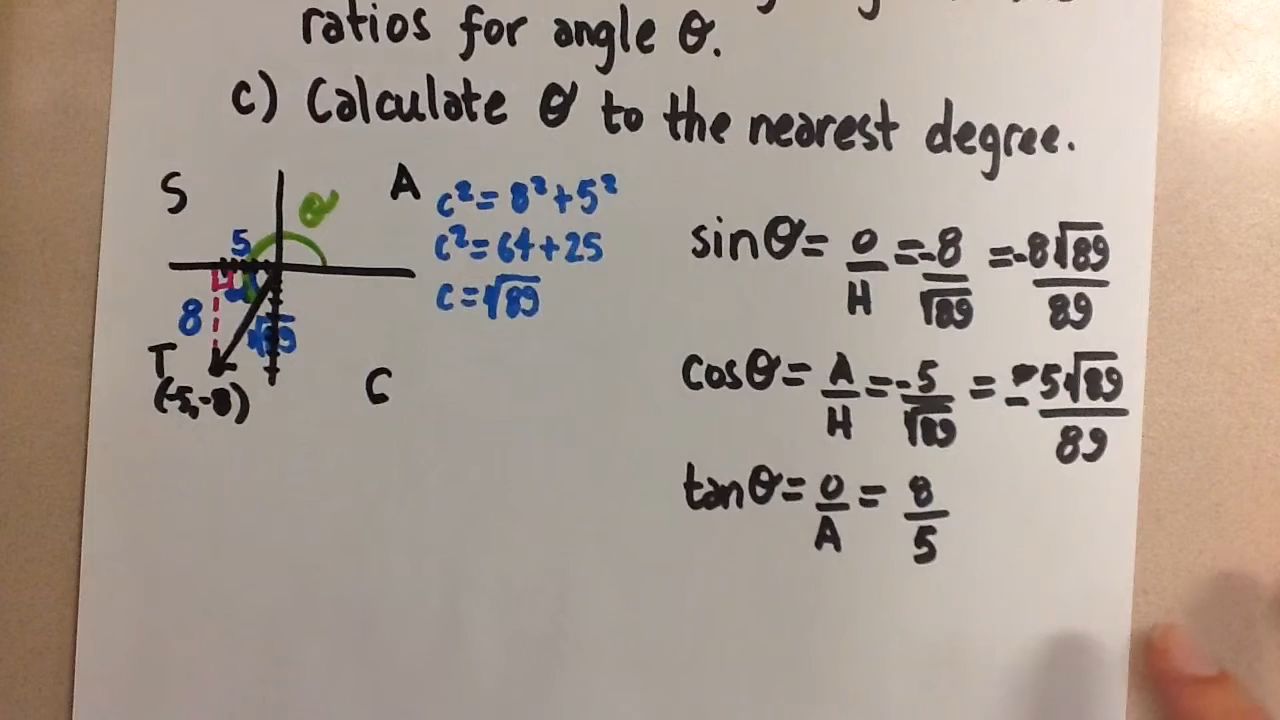 ratios for angle θ.
c) Calculate θ to the nearest degree.
S
A
θ
5
8
√89
T
(-5,-8)
C
c²= 8²+5²
c²= 64+25
c= √89
sinθ= O/H = -8/√89 = -8√89/89
cosθ= A/H = -5/√89 = -5√89/89
tanθ= O/A = 8/5